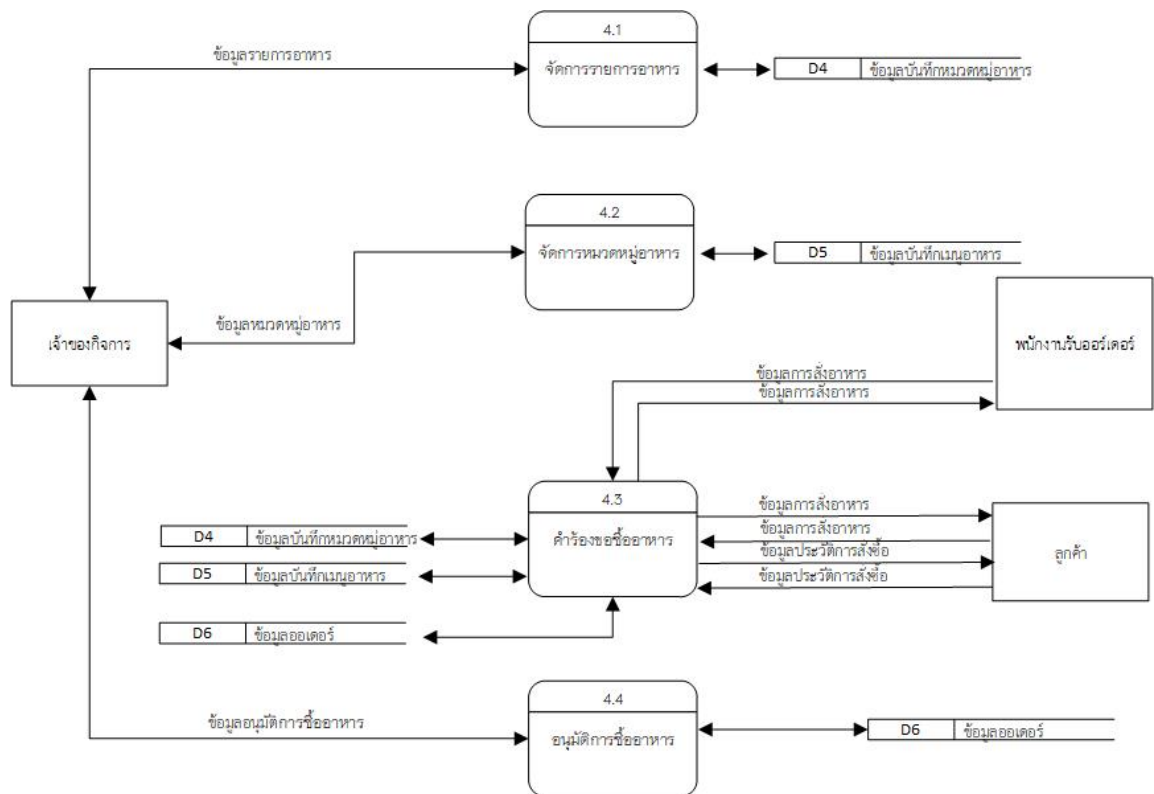 4.1
ข้อมูลรายการอาหาร
จัดการรายการอาหาร
D4 ข้อมูลบันทึกหมวดหมู่อาหาร
4.2
จัดการหมวดหมู่อาหาร
D5 ข้อมูลบันทึกเมนูอาหาร
ข้อมูลหมวดหมู่อาหาร
เจ้าของกิจการ
พนักงานรับออร์เดอร์
ข้อมูลการสั่งอาหาร
ข้อมูลการสั่งอาหาร
4.3
คำร้องขอซื้ออาหาร
ข้อมูลการสั่งอาหาร
ข้อมูลการสั่งอาหาร
ข้อมูลประวัติการสั่งซื้อ
ข้อมูลประวัติการสั่งซื้อ
ลูกค้า
D4 ข้อมูลบันทึกหมวดหมู่อาหาร
D5 ข้อมูลบันทึกเมนูอาหาร
D6 ข้อมูลออเดอร์
4.4
ข้อมูลอนุมัติการซื้ออาหาร
อนุมัติการซื้ออาหาร
D6 ข้อมูลออเดอร์